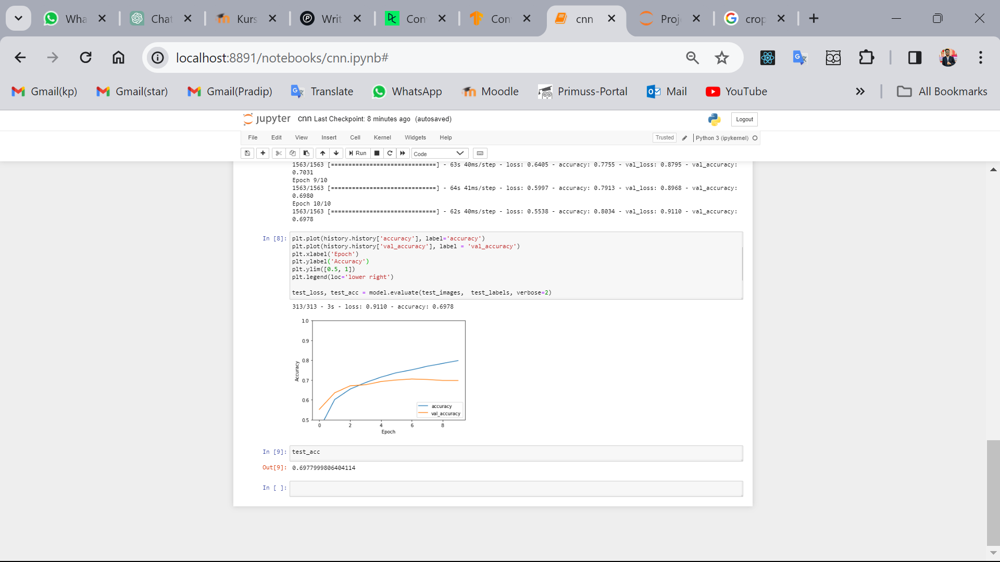 Wha
Chat
Kurs
Writ
Con
Con
cnn
Proj
crop
localhost:8891/notebooks/cnn.ipynb#
Gmail(kp)
Gmail(star)
Gmail(Pradip)
Translate
WhatsApp
Moodle
Primuss-Portal
Mail
YouTube
All Bookmarks
jupyter cnn Last Checkpoint: 8 minutes ago (autosaved)
Logout
File Edit View Insert Cell Kernel Widgets Help
Trusted
Python 3 (ipykernel)
Run
Code
1563/1563 [==============================] - 63s 40ms/step - loss: 0.6405 - accuracy: 0.7755 - val_loss: 0.8795 - val_accuracy:
0.7031
Epoch 9/10
1563/1563 [==============================] - 64s 41ms/step - loss: 0.5997 - accuracy: 0.7913 - val_loss: 0.8968 - val_accuracy:
0.6980
Epoch 10/10
1563/1563 [==============================] - 62s 40ms/step - loss: 0.5538 - accuracy: 0.8034 - val_loss: 0.9110 - val_accuracy:
0.6978
In [8]: plt.plot(history.history['accuracy'], label='accuracy')
plt.plot(history.history['val_accuracy'], label = 'val_accuracy')
plt.xlabel('Epoch')
plt.ylabel('Accuracy')
plt.ylim([0.5, 1])
plt.legend(loc='lower right')
test_loss, test_acc = model.evaluate(test_images,  test_labels, verbose=2)
313/313 - 3s - loss: 0.9110 - accuracy: 0.6978
1.0
0.9
0.8
0.7
0.6
0.5
Accuracy
accuracy
val_accuracy
0 2 4 6 8
Epoch
In [9]: test_acc
Out[9]: 0.6977999806404114
In [ ]: